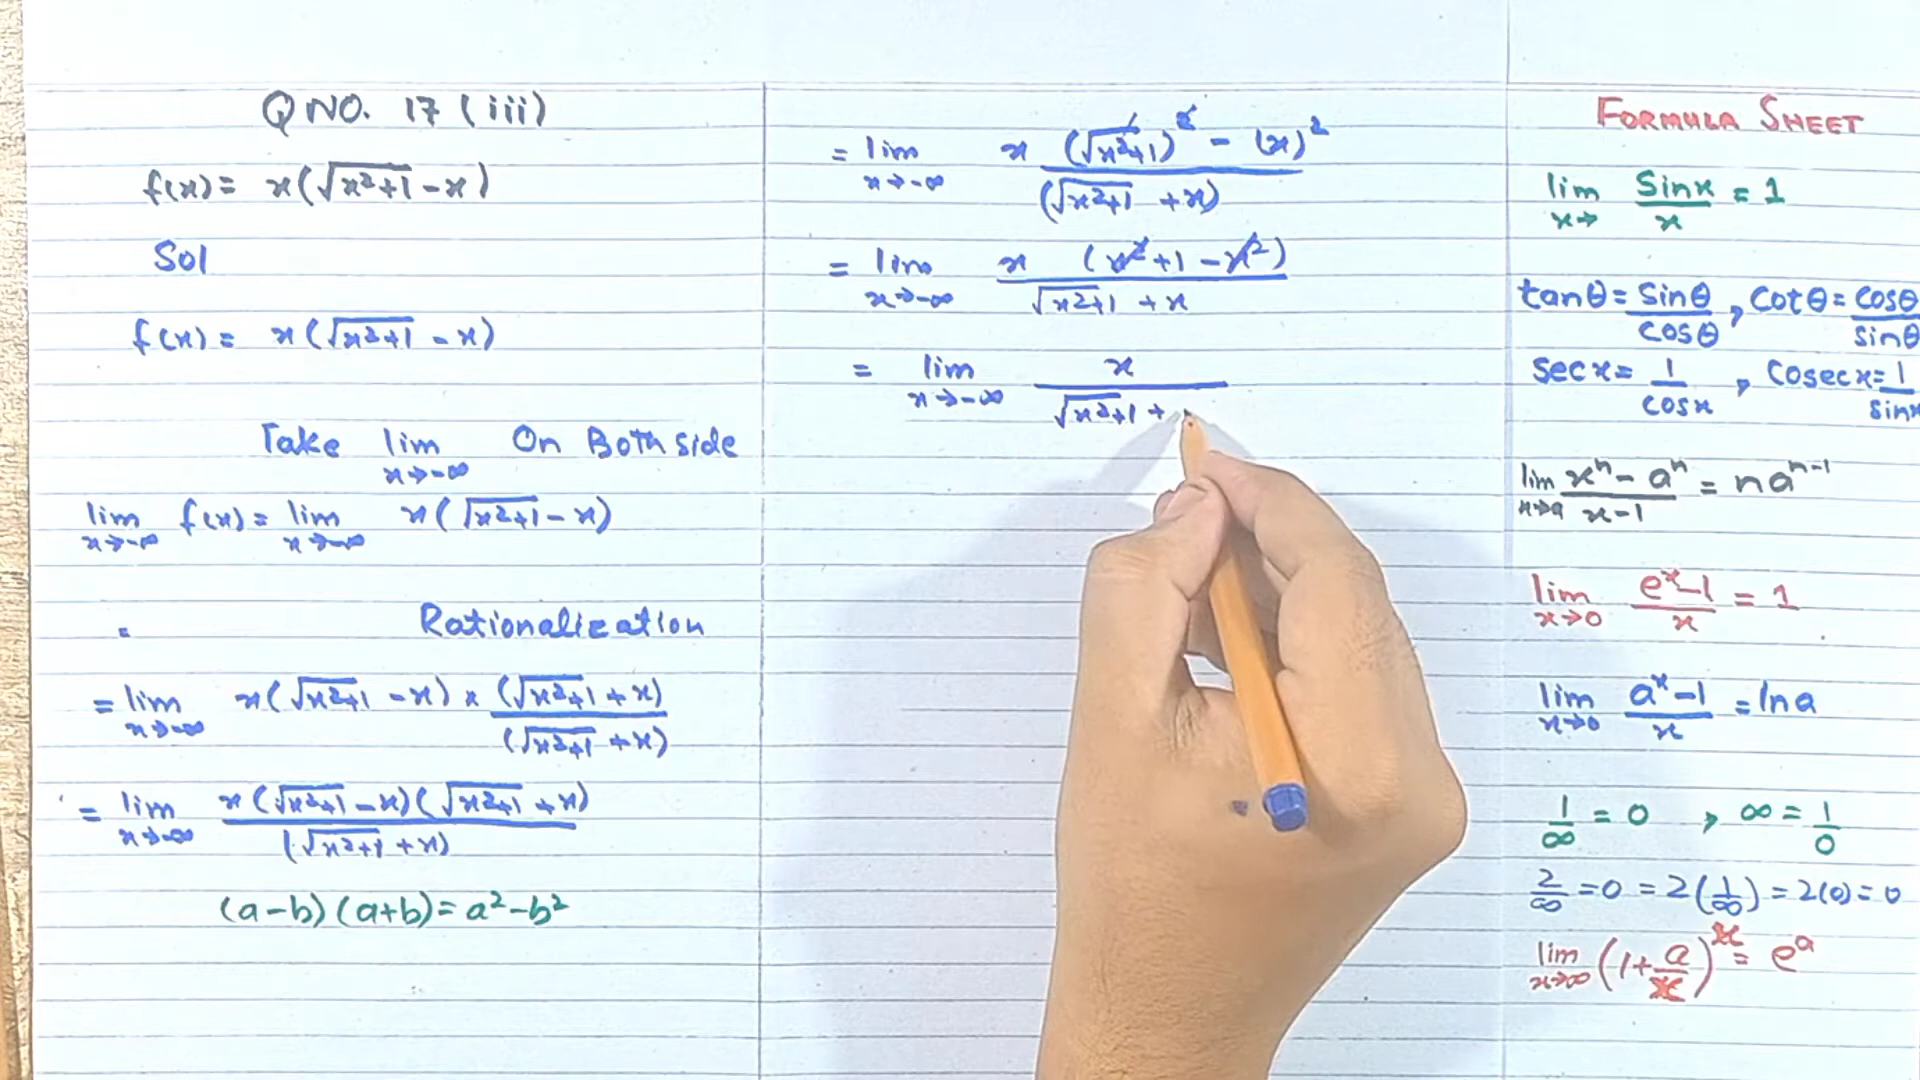 Q NO. 17 (iii)
f(x) = x(√x²+1 - x)
Sol
f(x) = x(√x²+1 - x)
Take lim x→-∞ On Both side
lim x→-∞ f(x) = lim x→-∞ x(√x²+1 - x)
= Rationalization
= lim x→-∞ x(√x²+1 - x) × (√x²+1 + x) / (√x²+1 + x)
= lim x→-∞ x(√x²+1 - x)(√x²+1 + x) / (√x²+1 + x)
(a-b)(a+b) = a²-b²
= lim x→-∞ x (√x²+1)² - (x)² / (√x²+1 + x)
= lim x→-∞ x (x²+1 - x²) / √x²+1 + x
= lim x→-∞ x / √x²+1 +
FORMULA SHEET
lim x→ Sinx / x = 1
tanθ = Sinθ / cosθ , Cotθ = cosθ / sinθ
Sec x = 1 / cosx , Cosec x = 1 / sinx
lim x→a xⁿ - aⁿ / x-1 = naⁿ⁻¹
lim x→0 eˣ-1 / x = 1
lim x→0 aˣ-1 / x = lna
1/∞ = 0 , ∞ = 1/0
2/∞ = 0 = 2(1/∞) = 2(0) = 0
lim x→∞ (1 + a/x)ˣ = eᵃ